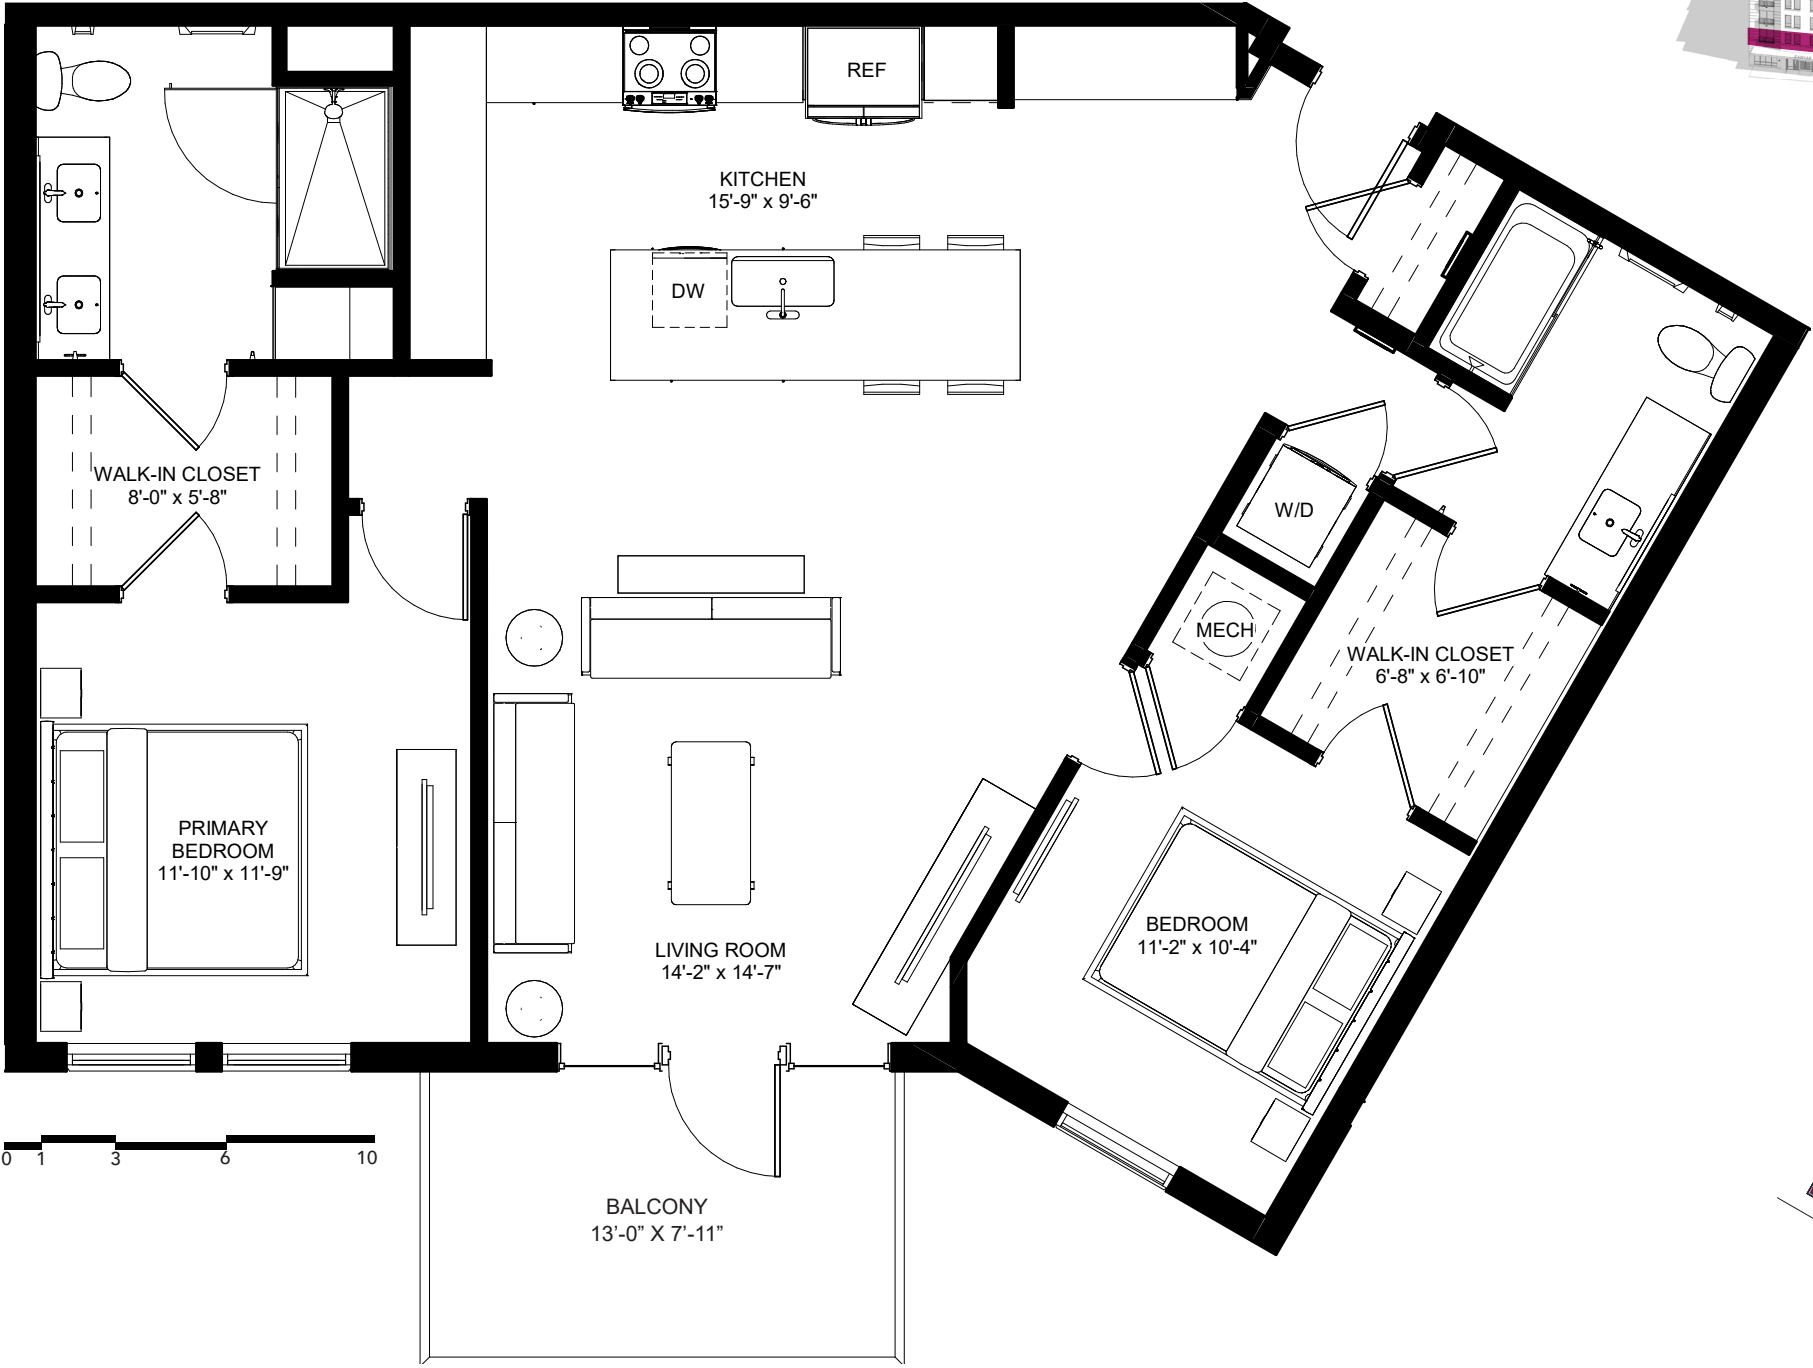 REF
KITCHEN
15'-9" x 9'-6"
DW
WALK-IN CLOSET
8'-0" x 5'-8"
W/D
MECH
WALK-IN CLOSET
6'-8" x 6'-10"
PRIMARY
BEDROOM
11'-10" x 11'-9"
LIVING ROOM
14'-2" x 14'-7"
BEDROOM
11'-2" x 10'-4"
0 1 3 6 10
BALCONY
13'-0” X 7'-11”